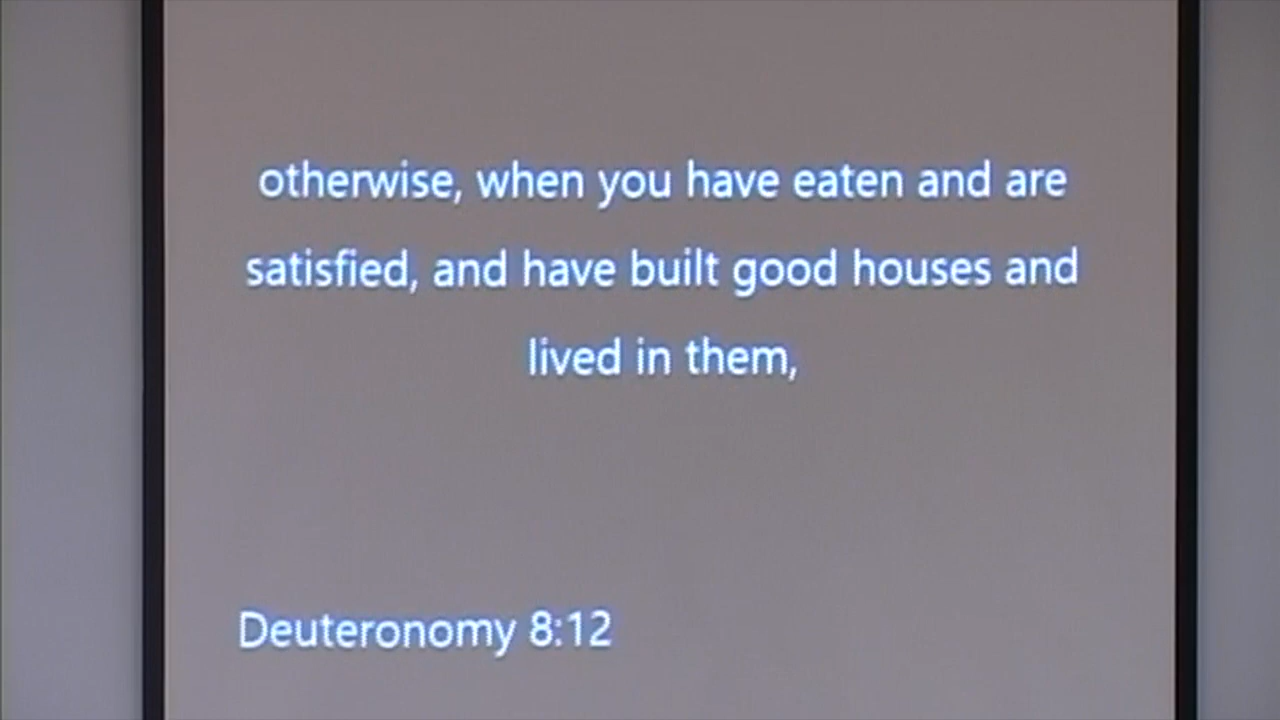 otherwise, when you have eaten and are
satisfied, and have built good houses and
lived in them,
Deuteronomy 8:12